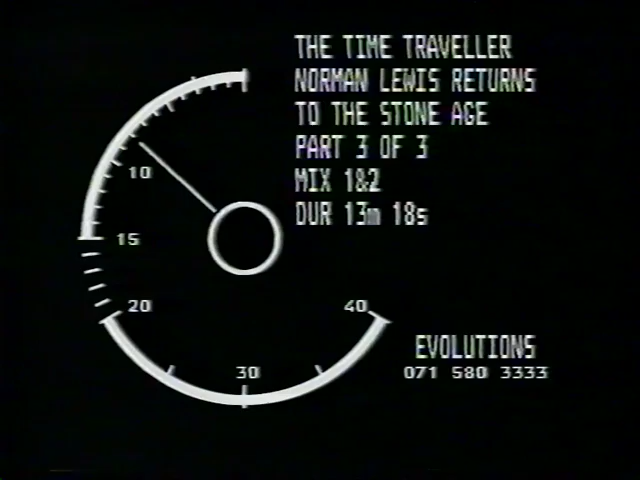 THE TIME TRAVELLER
NORMAN LEWIS RETURNS
TO THE STONE AGE
PART 3 OF 3
MIX 1&2
DUR 13m 18s
10
15
20
40
30
EVOLUTIONS
071 580 3333